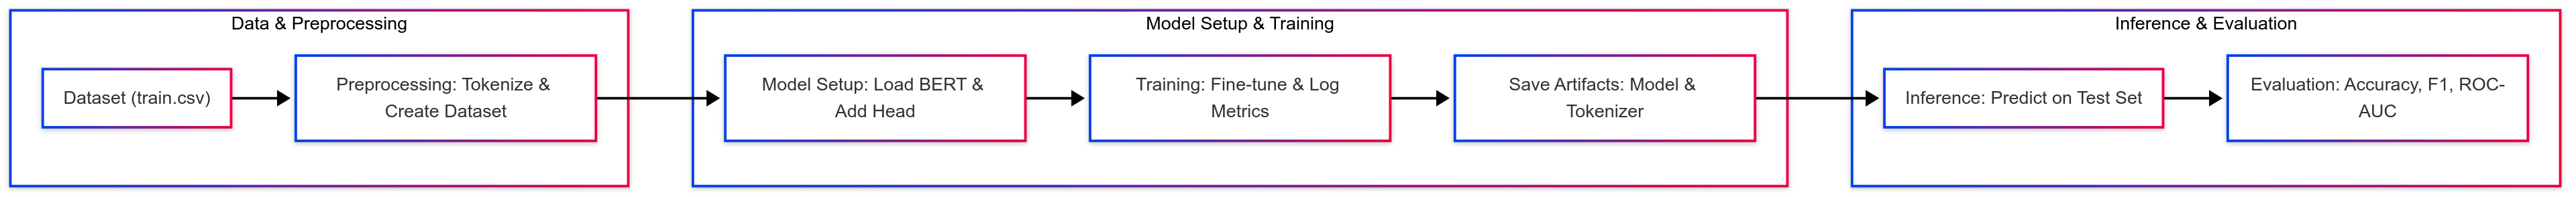 Data & Preprocessing
Dataset (train.csv)
Preprocessing: Tokenize &
Create Dataset
Model Setup & Training
Model Setup: Load BERT &
Add Head
Training: Fine-tune & Log
Metrics
Save Artifacts: Model &
Tokenizer
Inference & Evaluation
Inference: Predict on Test Set
Evaluation: Accuracy, F1, ROC-
AUC